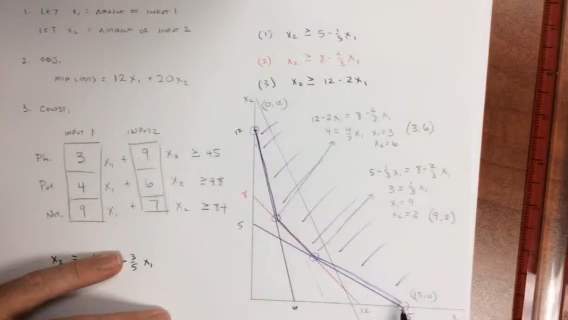 1. LET x₁ = AMOUNT OF INPUT 1
LET x₂ = AMOUNT OF INPUT 2
2. OBJ.
MIN (COST) = 12x₁ + 20x₂
3. CONST.
INPUT 1 INPUT 2
Ph. 3 x₁ + 9 x₂ ≥ 45
Pot 4 x₁ + 6 x₂ ≥ 48
Nit. 9 x₁ + 7 x₂ ≥ 84
x₂ ≥ - 3/5 x₁
(1) x₂ ≥ 5 - 1/3 x₁
(2) x₂ ≥ 8 - 2/3 x₁
(3) x₂ ≥ 12 - 2x₁
x₂
(0,12)
12
8
5
6
12
x₁
(15,0)
12 - 2x₁ = 8 - 2/3 x₁
4 = 4/3 x₁ x₁ = 3
x₂ = 6
(3,6)
5 - 1/3 x₁ = 8 - 2/3 x₁
3 = 1/3 x₁
x₁ = 9
x₂ = 2 (9,2)